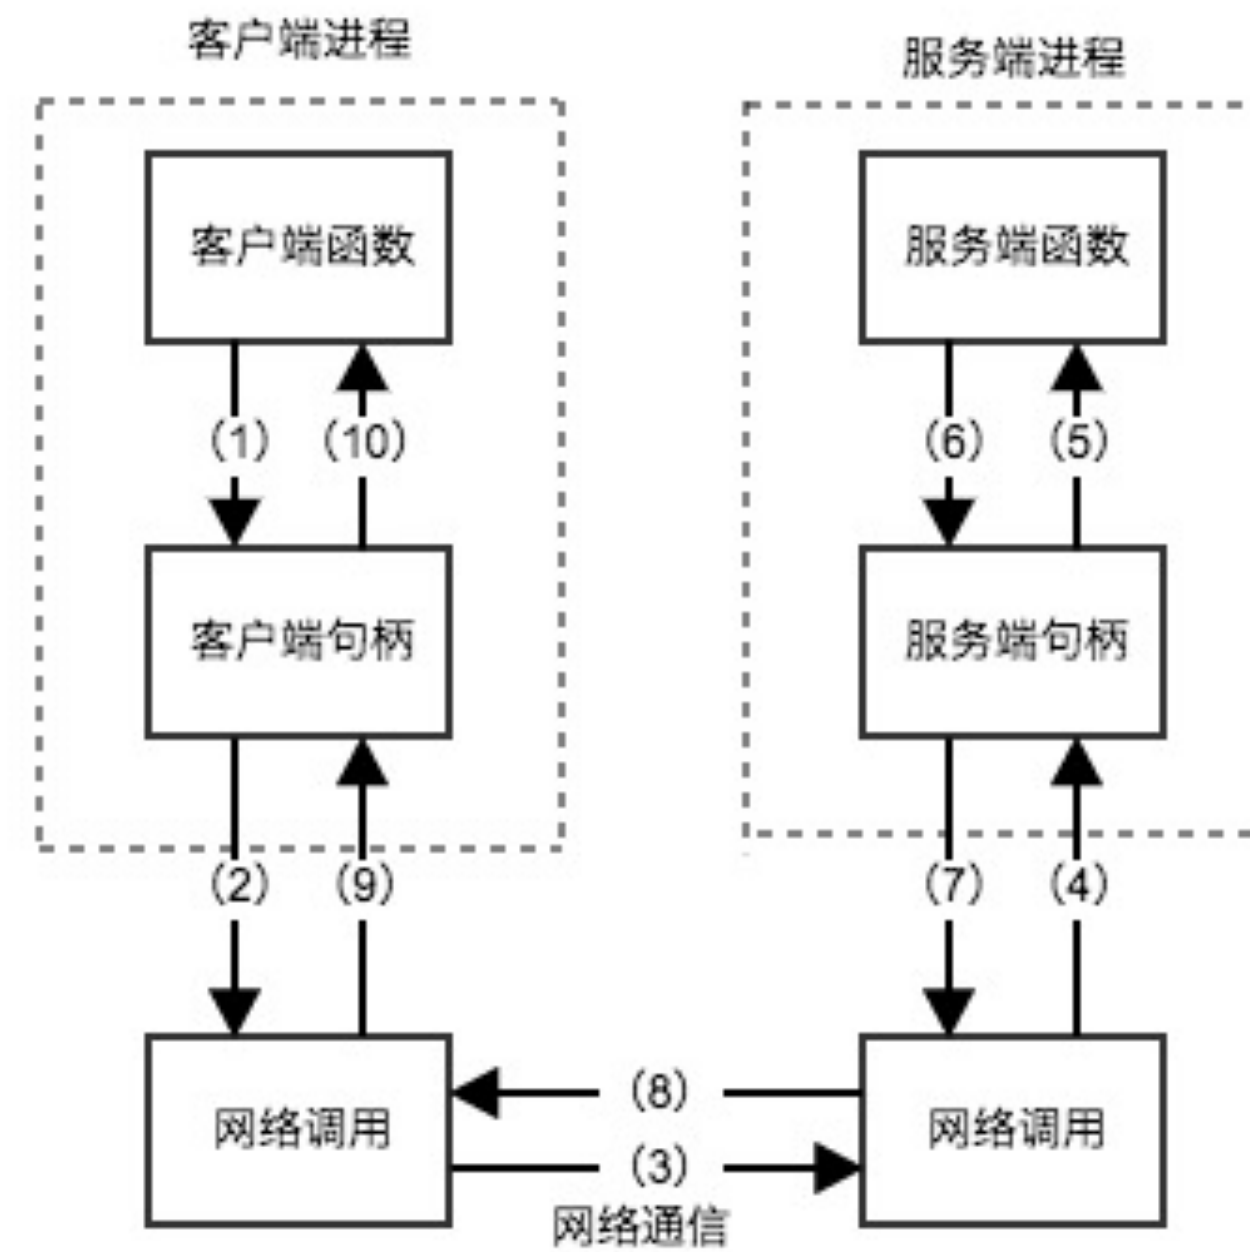 客户端进程
服务端进程
客户端函数
服务端函数
（1）
（10）
（6）
（5）
客户端句柄
服务端句柄
（2）
（9）
（7）
（4）
网络调用
（8）
网络调用
（3）
网络通信